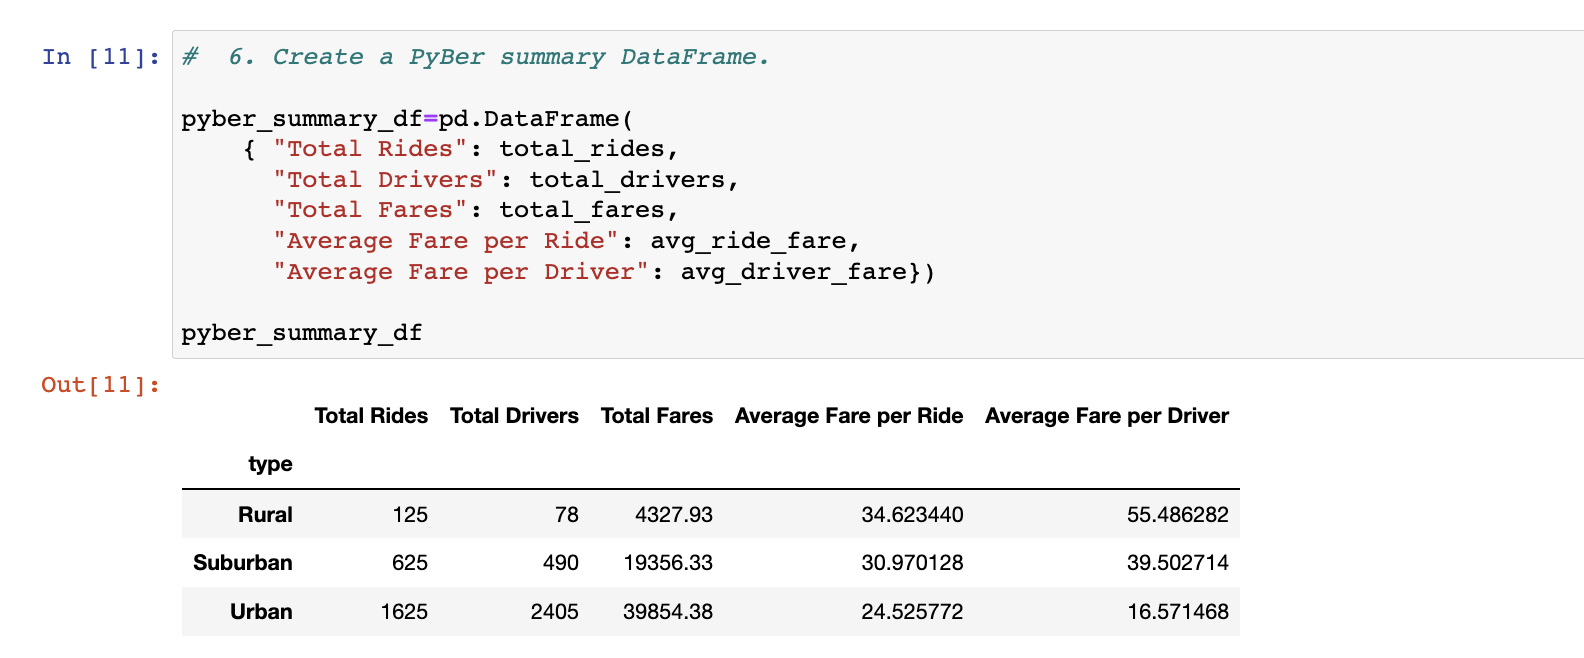 In [11]: #  6. Create a PyBer summary DataFrame.
pyber_summary_df=pd.DataFrame(
{ "Total Rides": total_rides,
"Total Drivers": total_drivers,
"Total Fares": total_fares,
"Average Fare per Ride": avg_ride_fare,
"Average Fare per Driver": avg_driver_fare})
pyber_summary_df
Out[11]:
Total Rides Total Drivers Total Fares Average Fare per Ride Average Fare per Driver
type
Rural 125 78 4327.93 34.623440 55.486282
Suburban 625 490 19356.33 30.970128 39.502714
Urban 1625 2405 39854.38 24.525772 16.571468